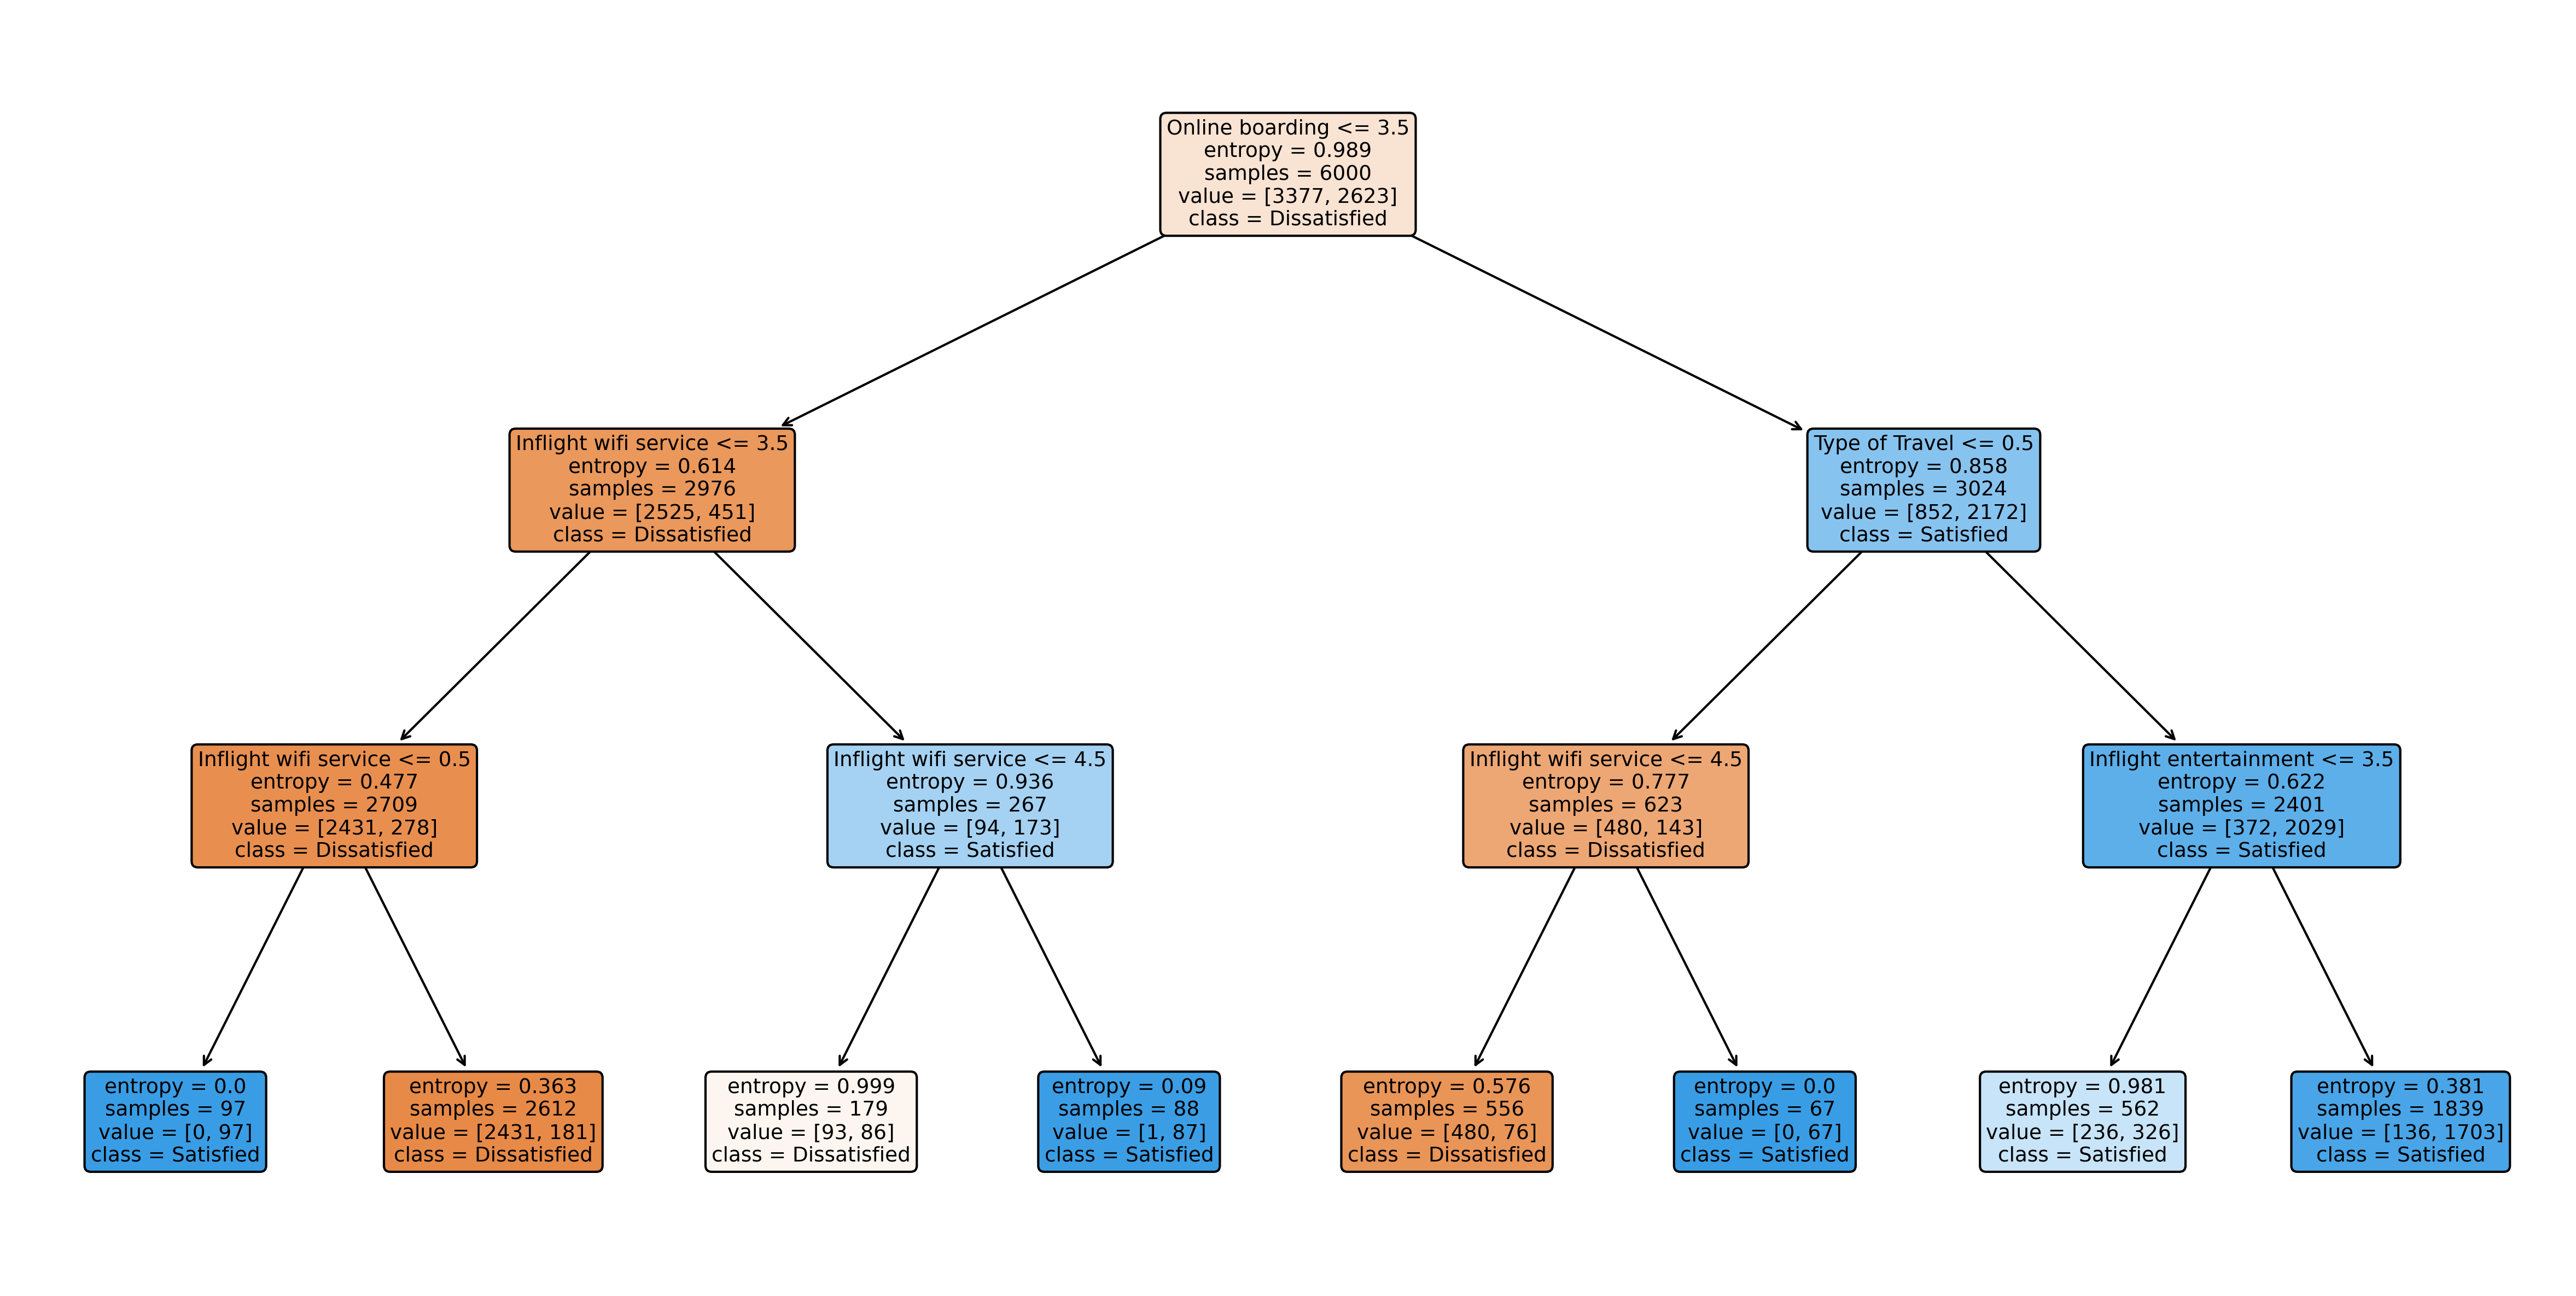 Online boarding <= 3.5
entropy = 0.989
samples = 6000
value = [3377, 2623]
class = Dissatisfied
Inflight wifi service <= 3.5
entropy = 0.614
samples = 2976
value = [2525, 451]
class = Dissatisfied
Type of Travel <= 0.5
entropy = 0.858
samples = 3024
value = [852, 2172]
class = Satisfied
Inflight wifi service <= 0.5
entropy = 0.477
samples = 2709
value = [2431, 278]
class = Dissatisfied
Inflight wifi service <= 4.5
entropy = 0.936
samples = 267
value = [94, 173]
class = Satisfied
Inflight wifi service <= 4.5
entropy = 0.777
samples = 623
value = [480, 143]
class = Dissatisfied
Inflight entertainment <= 3.5
entropy = 0.622
samples = 2401
value = [372, 2029]
class = Satisfied
entropy = 0.0
samples = 97
value = [0, 97]
class = Satisfied
entropy = 0.363
samples = 2612
value = [2431, 181]
class = Dissatisfied
entropy = 0.999
samples = 179
value = [93, 86]
class = Dissatisfied
entropy = 0.09
samples = 88
value = [1, 87]
class = Satisfied
entropy = 0.576
samples = 556
value = [480, 76]
class = Dissatisfied
entropy = 0.0
samples = 67
value = [0, 67]
class = Satisfied
entropy = 0.981
samples = 562
value = [236, 326]
class = Satisfied
entropy = 0.381
samples = 1839
value = [136, 1703]
class = Satisfied